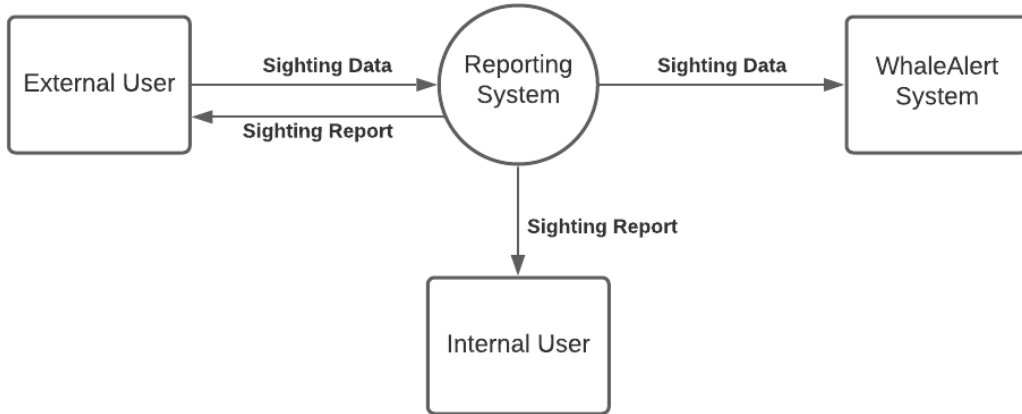 External User
Sighting Data
Sighting Report
Reporting
System
Sighting Data
WhaleAlert
System
Sighting Report
Internal User